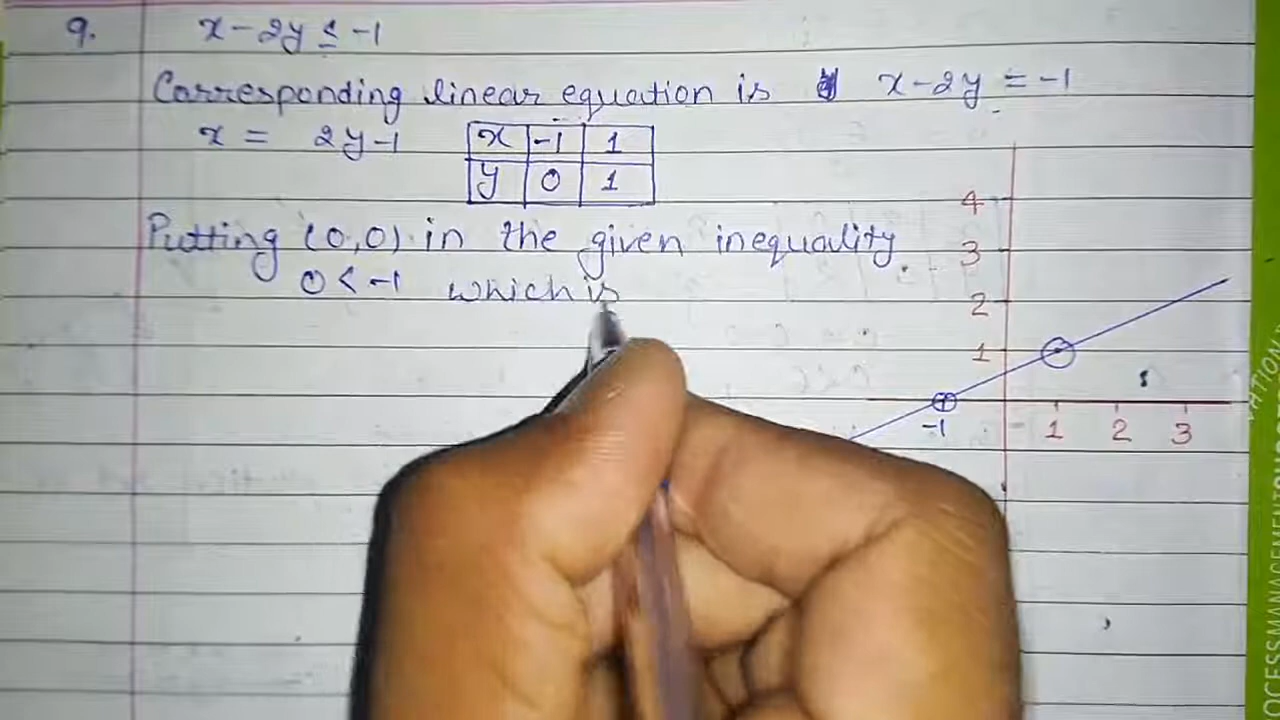 9. x - 2y ≤ -1
Carresponding linear equation is x - 2y = -1
x = 2y - 1
x -1 1
y 0 1
Putting (0,0) in the given inequality
0 < -1 which is
4
3
2
1
-1 1 2 3